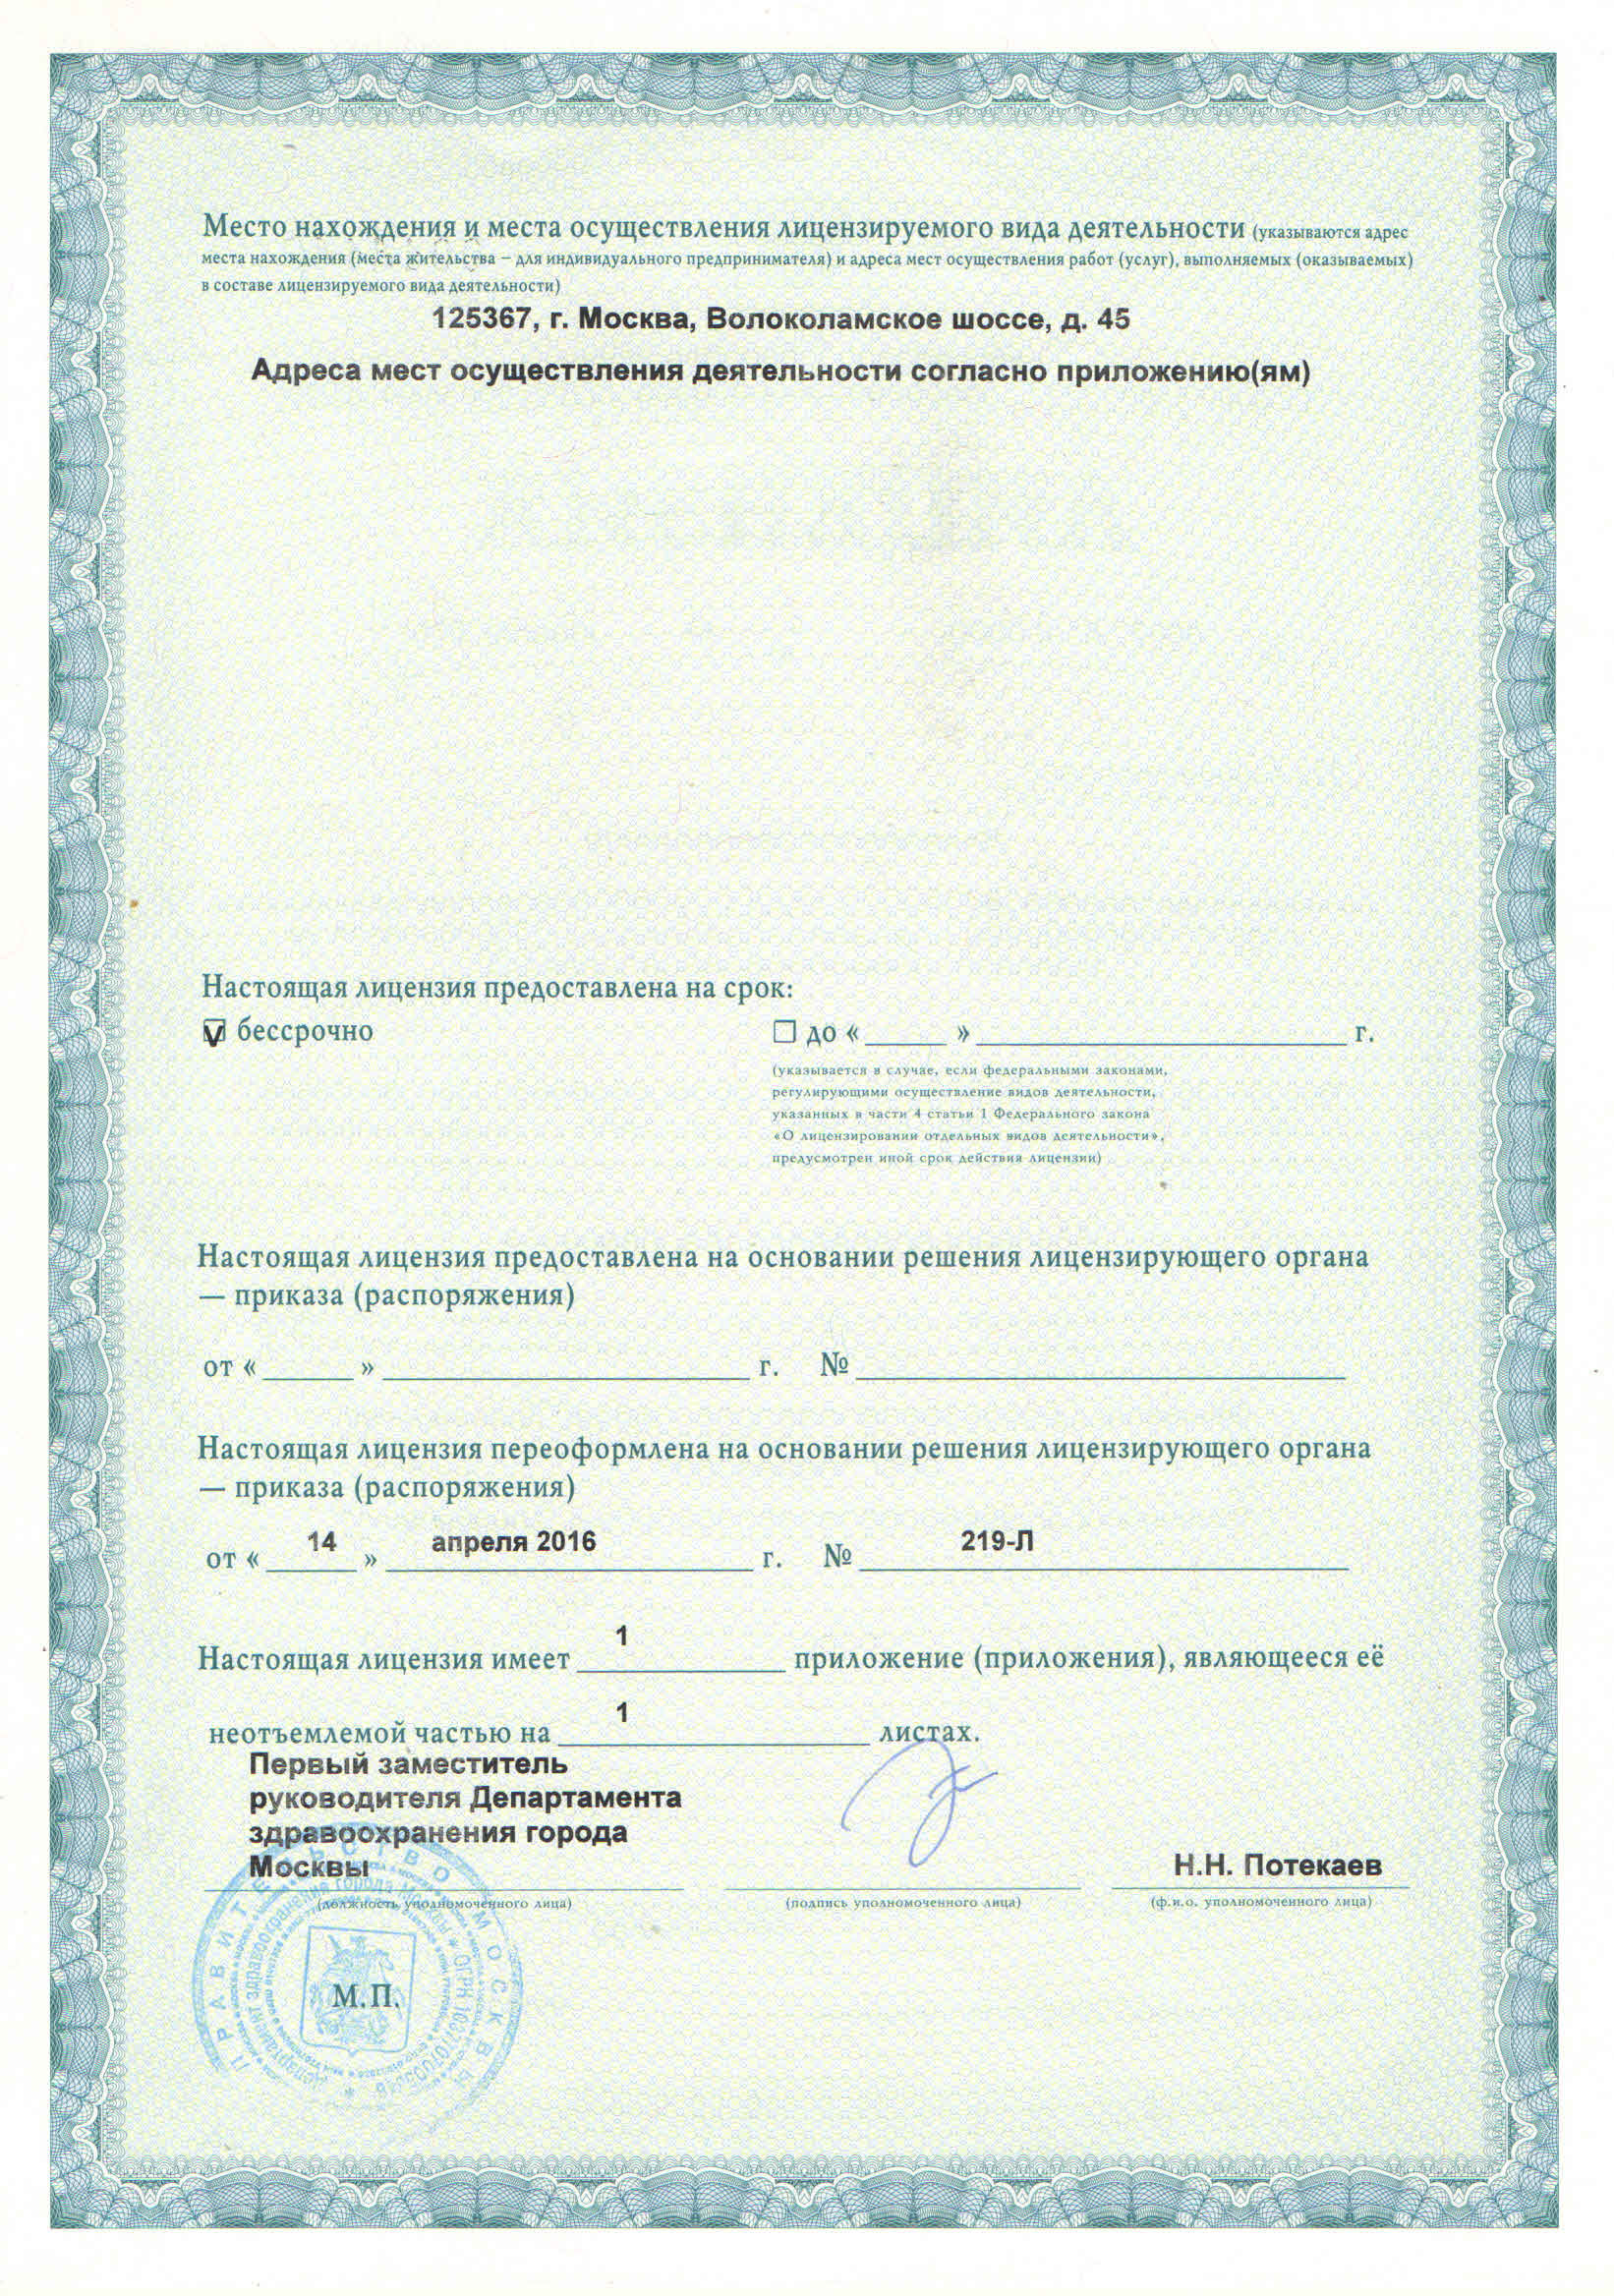 Место нахождения и места осуществления лицензируемого вида деятельности (указываются адрес
места нахождения (места жительства – для индивидуального предпринимателя) и адреса мест осуществления работ (услуг), выполняемых (оказываемых)
в составе лицензируемого вида деятельности)
125367, г. Москва, Волоколамское шоссе, д. 45
Адреса мест осуществления деятельности согласно приложению(ям)
Настоящая лицензия предоставлена на срок:
V бессрочно □ до «______» ______________ г.
(указывается в случае, если федеральными законами,
регулирующими осуществление видов деятельности,
указанных в части 4 статьи 1 Федерального закона
«О лицензировании отдельных видов деятельности»,
предусмотрен иной срок действия лицензии)
Настоящая лицензия предоставлена на основании решения лицензирующего органа
— приказа (распоряжения)
от «______» ______________ г. № ______________
Настоящая лицензия переоформлена на основании решения лицензирующего органа
— приказа (распоряжения)
от « 14 » апреля 2016 г. № 219-Л
Настоящая лицензия имеет 1 приложение (приложения), являющееся её
неотъемлемой частью на 1 листах.
Первый заместитель
руководителя Департамента
здравоохранения города
Москвы
Н.Н. Потекаев
(должность уполномоченного лица) (подпись уполномоченного лица) (ф.и.о. уполномоченного лица)
М.П.
ПРАВИТЕЛЬСТВО МОСКВЫ
Департамент здравоохранения города Москвы